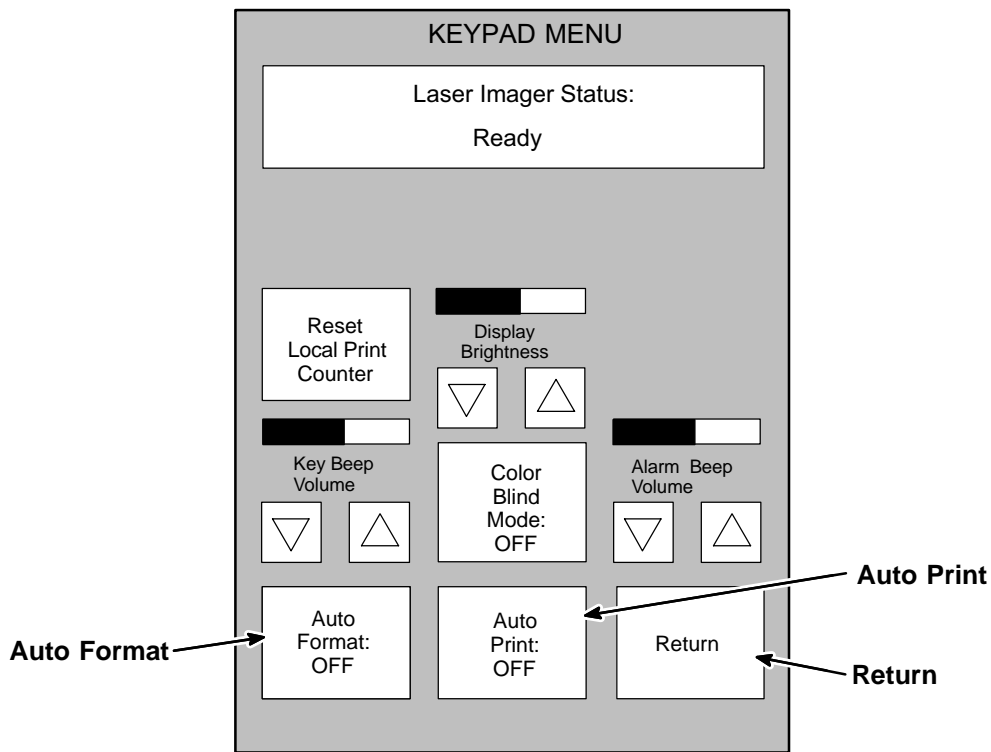 KEYPAD MENU
Laser Imager Status:
Ready
Reset
Local Print
Counter
Display
Brightness
Key Beep
Volume
Color
Blind
Mode:
OFF
Alarm Beep
Volume
Auto Print
Auto Format
Auto
Format:
OFF
Auto
Print:
OFF
Return
Return